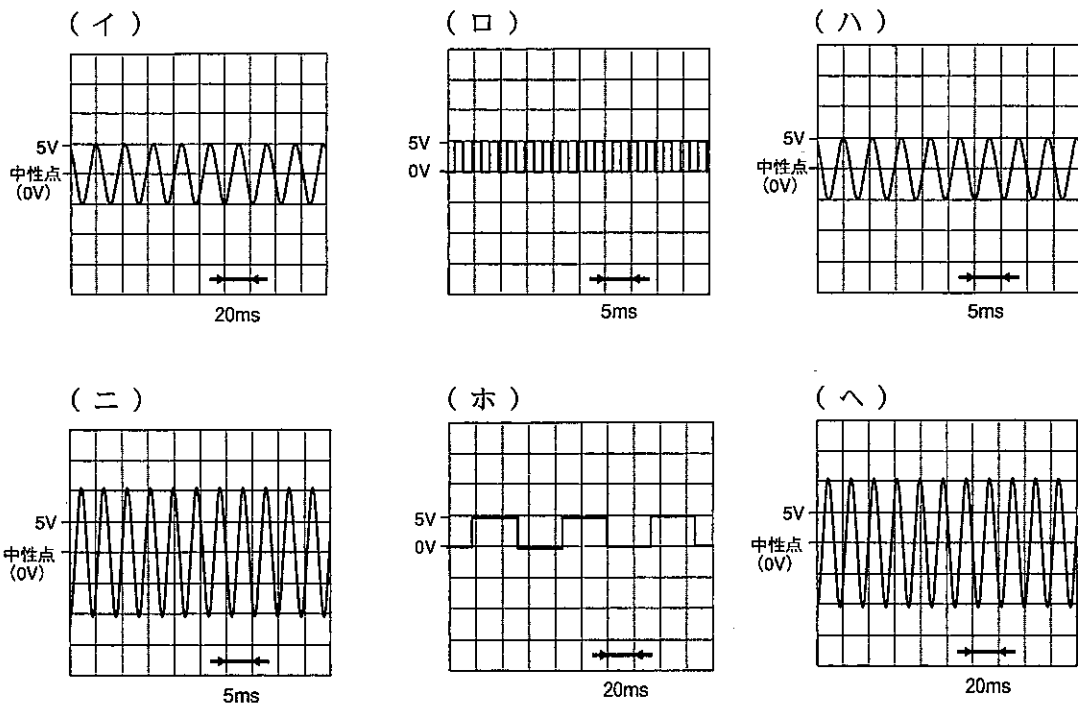 ( イ )
5V
中性点
(0V)
20ms
( ロ )
5V
0V
5ms
( ハ )
5V
中性点
(0V)
5ms
( ニ )
5V
中性点
(0V)
5ms
( ホ )
5V
0V
20ms
( ヘ )
5V
中性点
(0V)
20ms